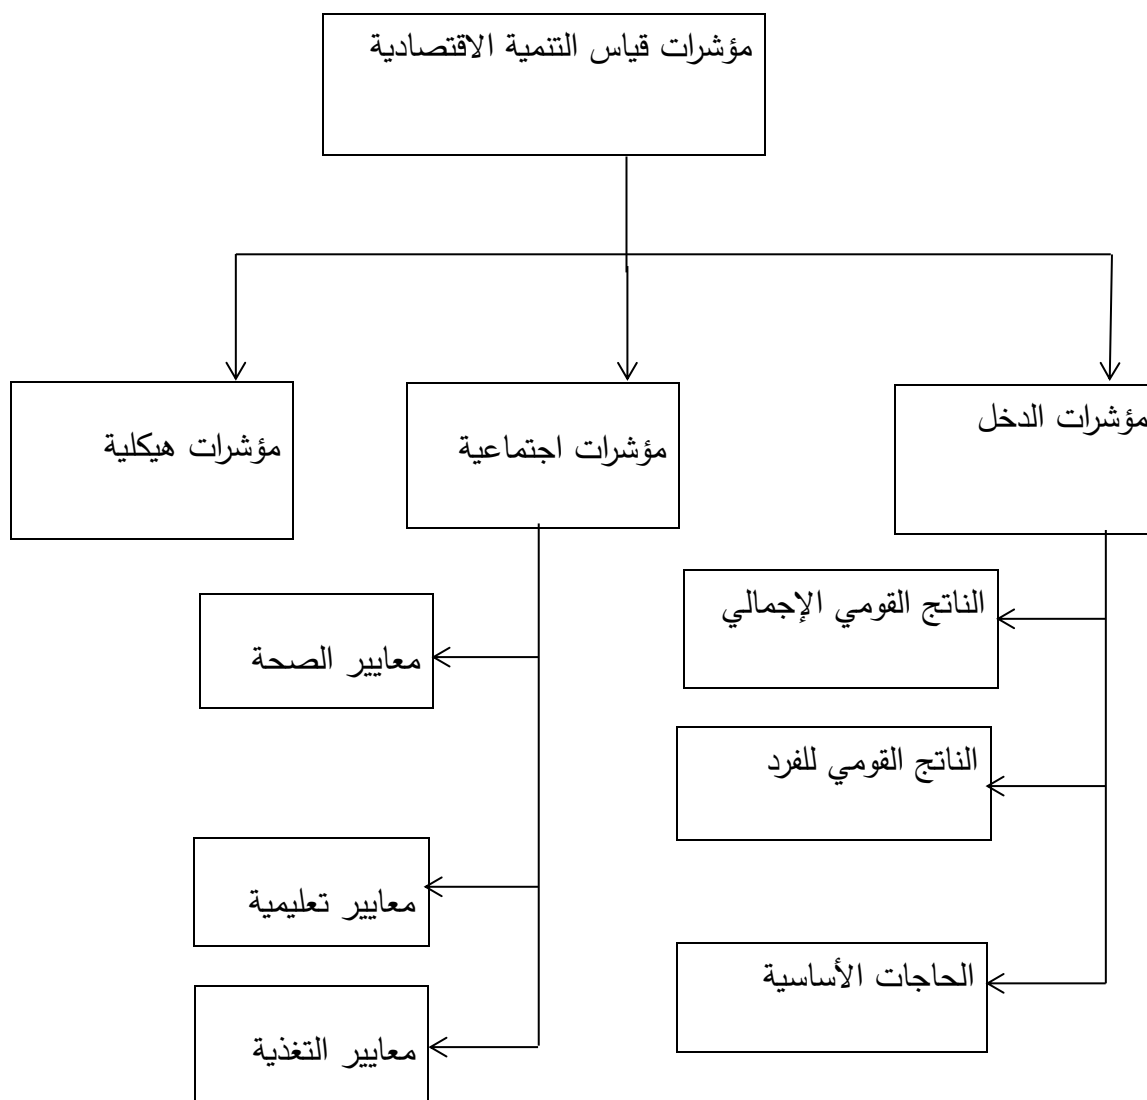 مؤشرات قياس التنمية الاقتصادية
مؤشرات الدخل
مؤشرات اجتماعية
مؤشرات هيكلية
الناتج القومي الإجمالي
الناتج القومي للفرد
الحاجات الأساسية
معايير الصحة
معايير تعليمية
معايير التغذية